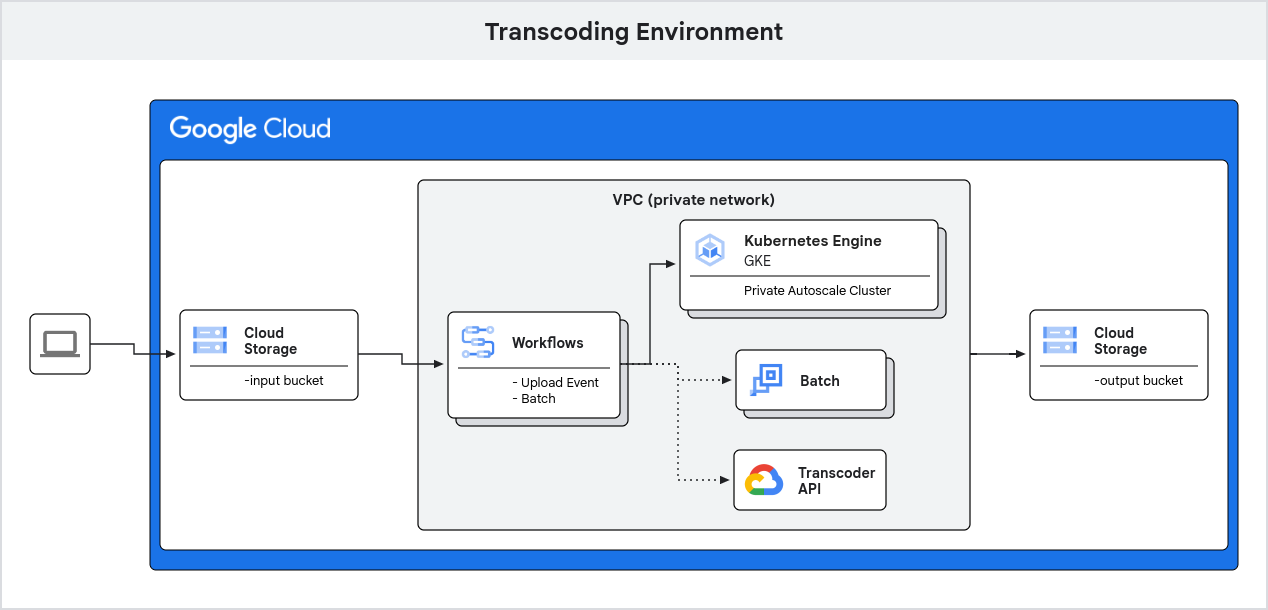 Transcoding Environment
Google Cloud
VPC (private network)
Kubernetes Engine
GKE
Private Autoscale Cluster
Cloud
Storage
-input bucket
Workflows
- Upload Event
- Batch
Batch
Transcoder
API
Cloud
Storage
-output bucket